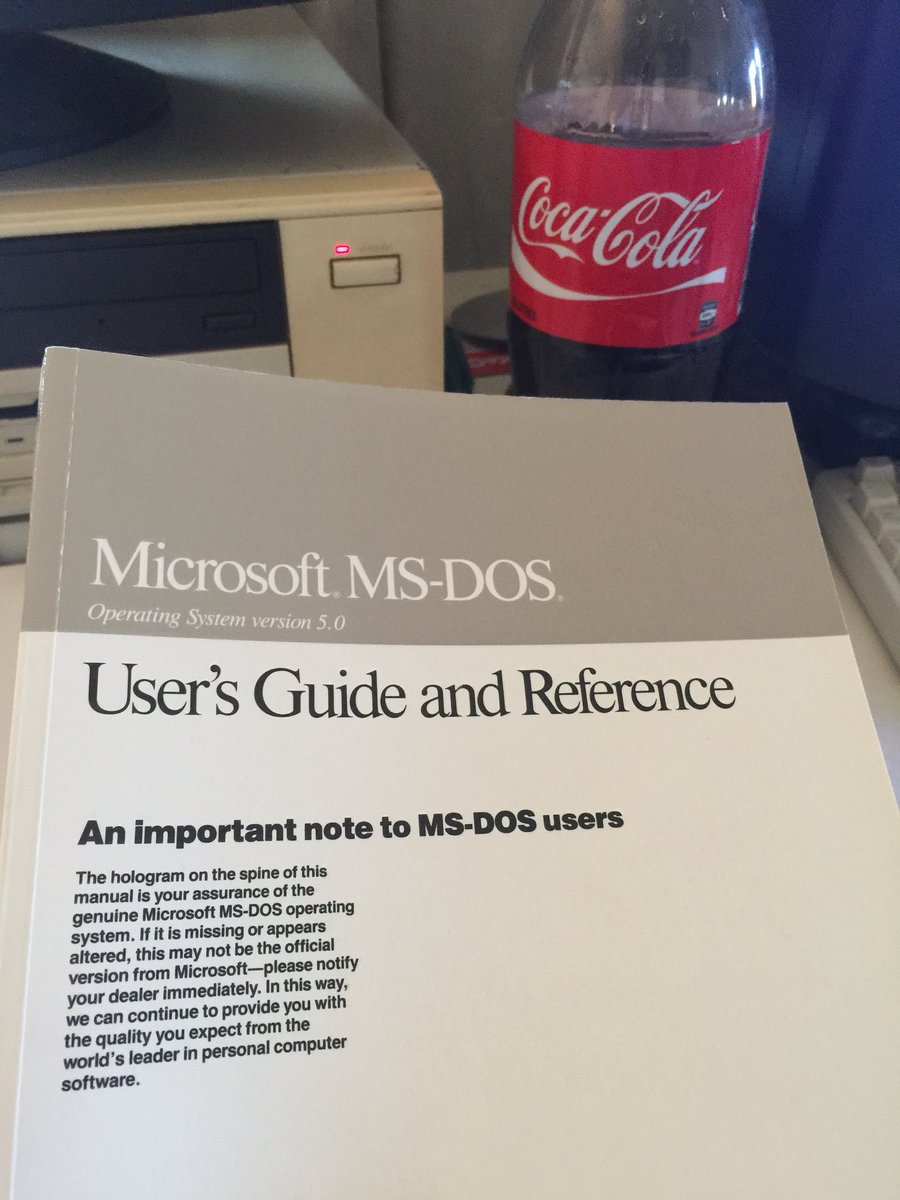 Coca-Cola
Microsoft® MS-DOS®
Operating System version 5.0
User's Guide and Reference
An important note to MS-DOS users
The hologram on the spine of this
manual is your assurance of the
genuine Microsoft MS-DOS operating
system. If it is missing or appears
altered, this may not be the official
version from Microsoft—please notify
your dealer immediately. In this way,
we can continue to provide you with
the quality you expect from the
world's leader in personal computer
software.